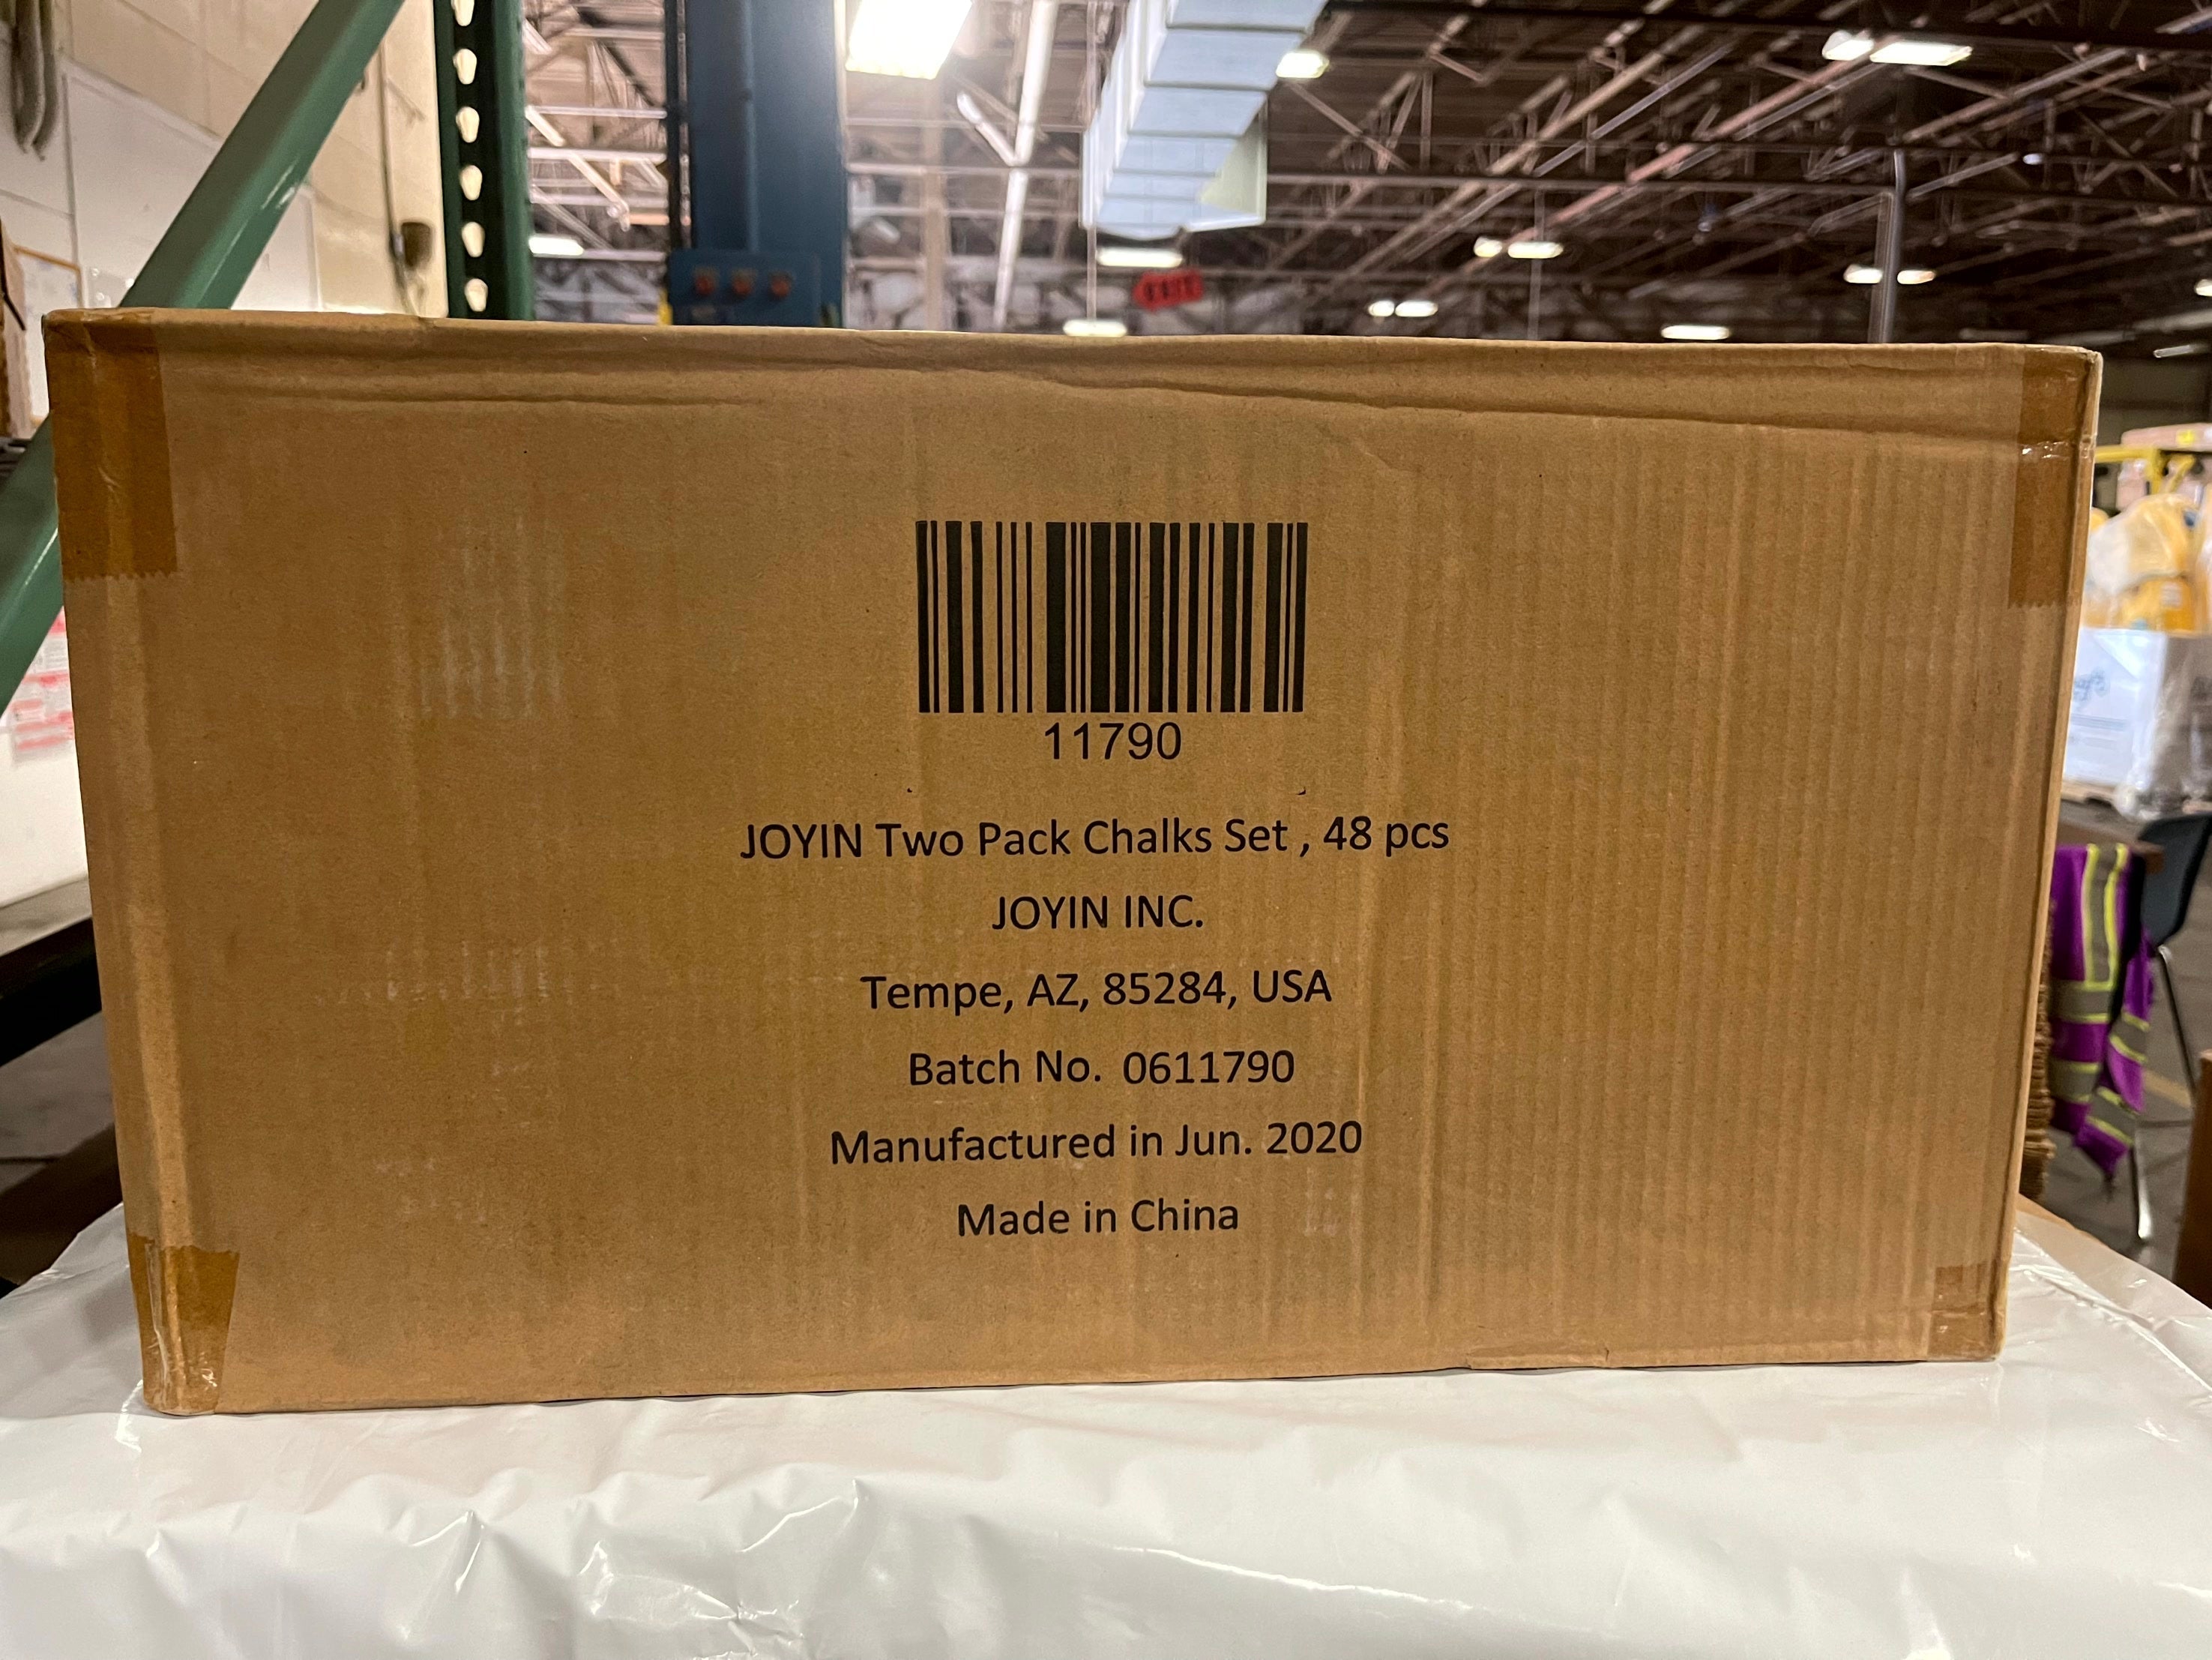 EXIT
11790
JOYIN Two Pack Chalks Set , 48 pcs
JOYIN INC.
Tempe, AZ, 85284, USA
Batch No. 0611790
Manufactured in Jun. 2020
Made in China